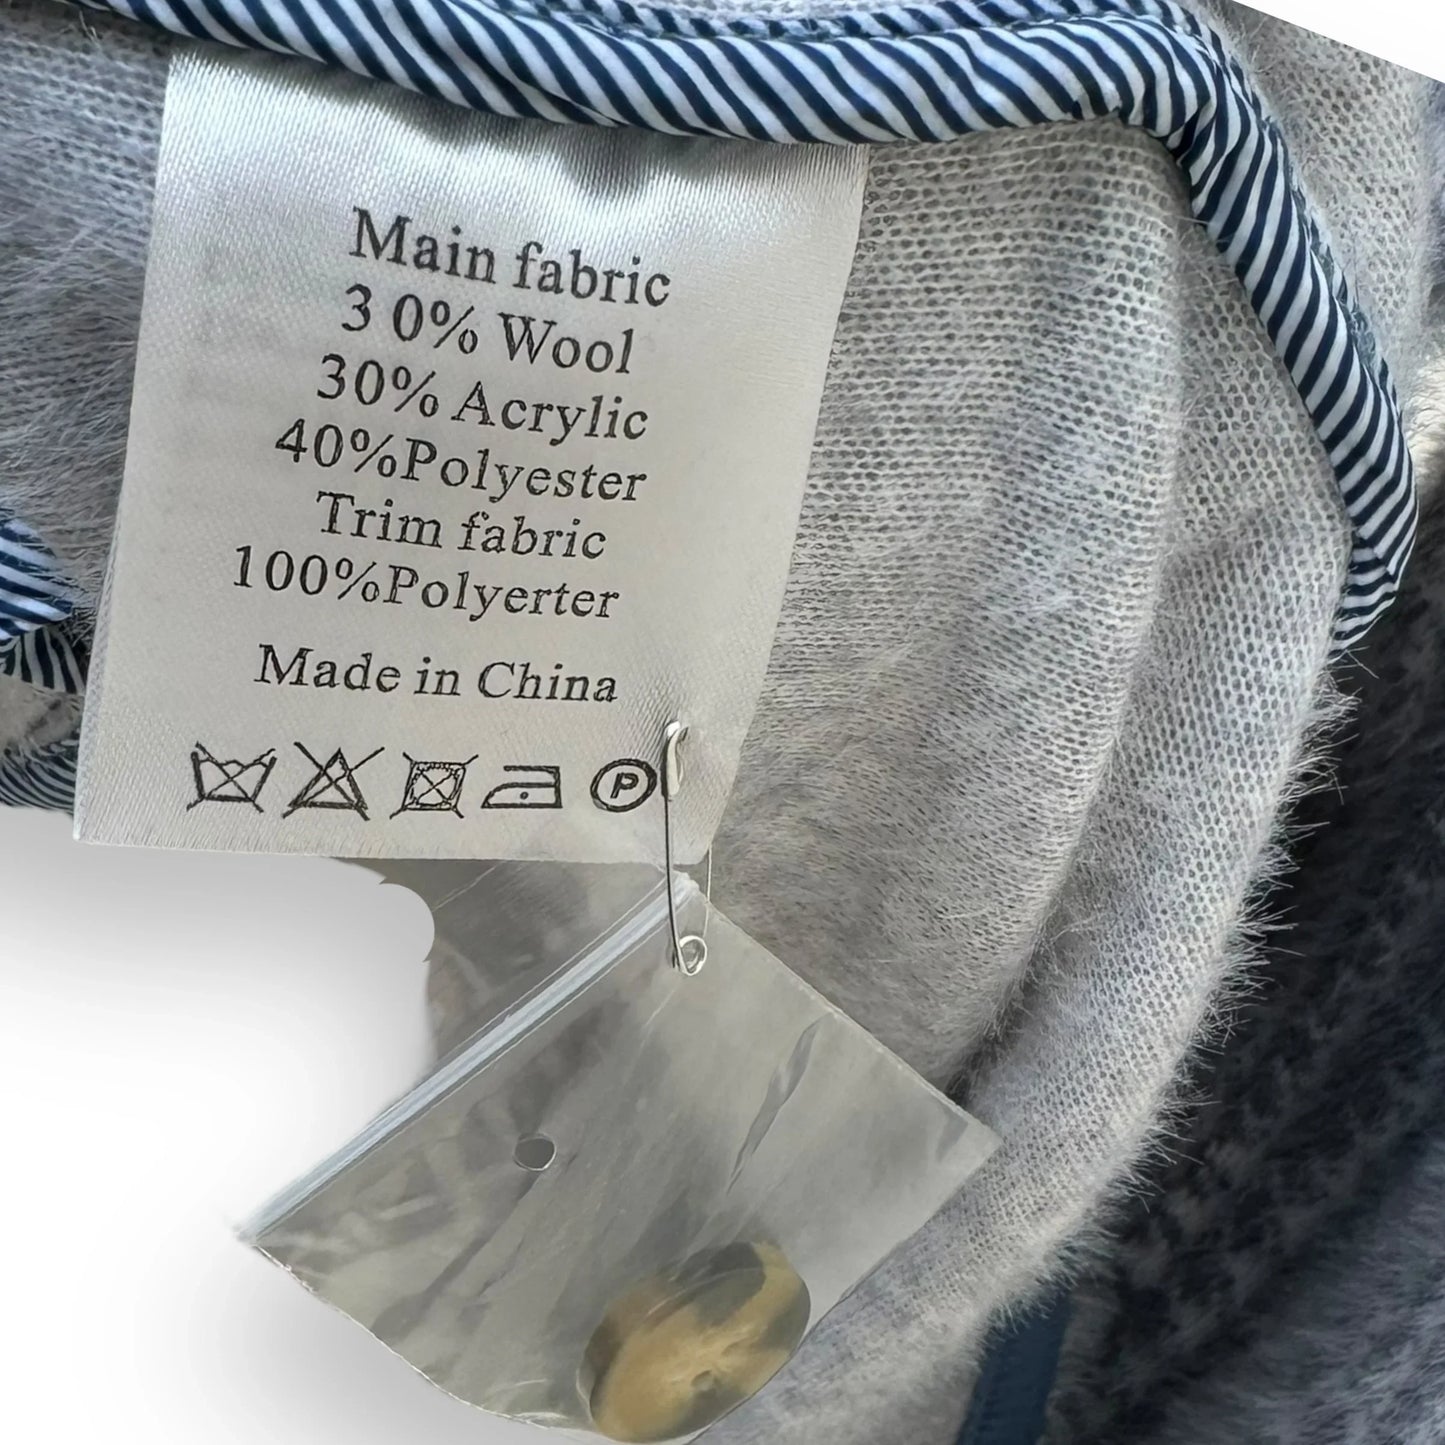 Main fabric
3 0% Wool
30% Acrylic
40%Polyester
Trim fabric
100%Polyerter
Made in China
P